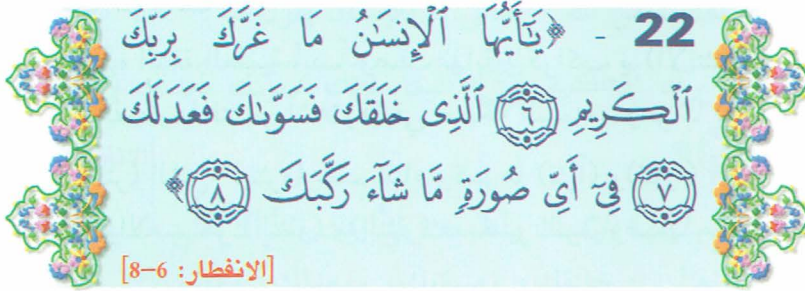 22 - ﴿يَٰٓأَيُّهَا ٱلْإِنسَٰنُ مَا غَرَّكَ بِرَبِّكَ
ٱلْكَرِيمِ ٦ ٱلَّذِى خَلَقَكَ فَسَوَّىٰكَ فَعَدَلَكَ
٧ فِىٓ أَىِّ صُورَةٍ مَّا شَآءَ رَكَّبَكَ ٨﴾
[الانفطار: 6–8]